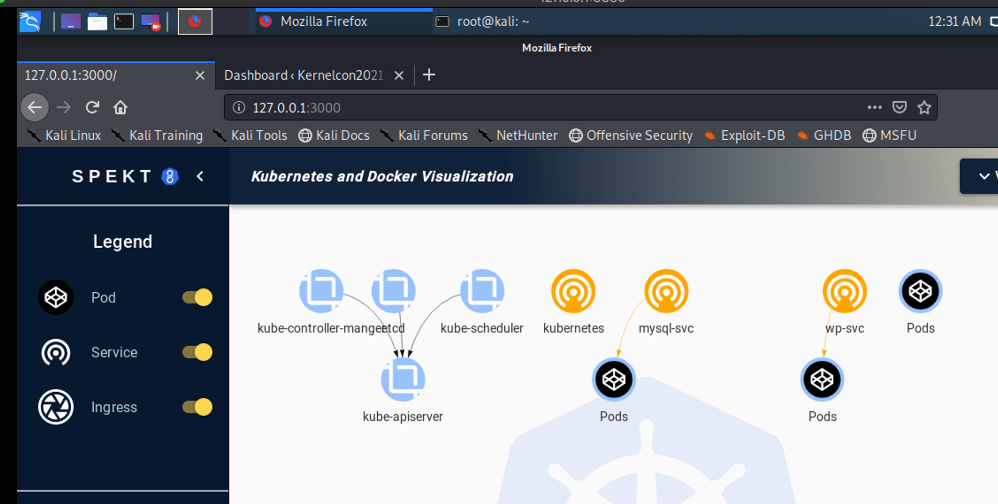 Mozilla Firefox
root@kali: ~
12:31 AM
Mozilla Firefox
127.0.0.1:3000/
Dashboard ‹ Kernelcon2021
127.0.0.1:3000
Kali Linux
Kali Training
Kali Tools
Kali Docs
Kali Forums
NetHunter
Offensive Security
Exploit-DB
GHDB
MSFU
SPEKT8
Kubernetes and Docker Visualization
Legend
Pod
Service
Ingress
kube-controller-manger
etcd
kube-scheduler
kubernetes
mysql-svc
wp-svc
Pods
kube-apiserver
Pods
Pods